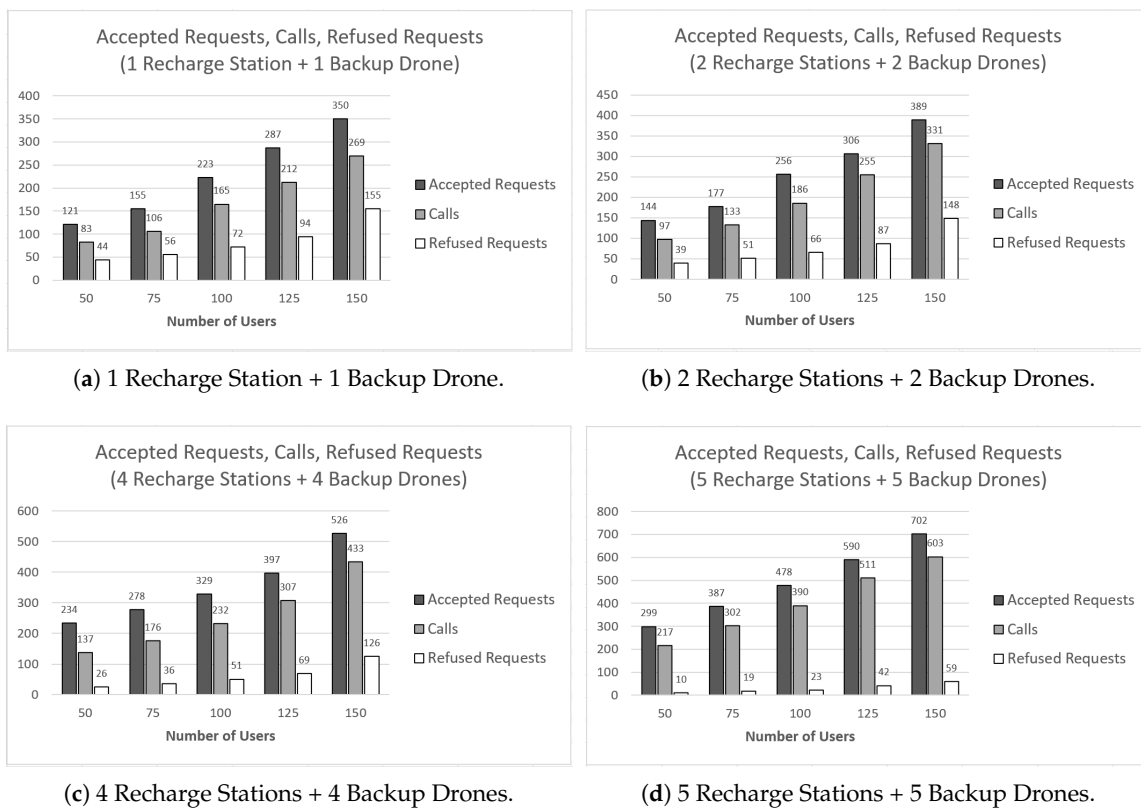 Accepted Requests, Calls, Refused Requests
(1 Recharge Station + 1 Backup Drone)
400
350
300
250
200
150
100
50
0
121
83
44
155
106
56
223
165
72
287
212
94
350
269
155
50 75 100 125 150
Number of Users
Accepted Requests
Calls
Refused Requests
(a) 1 Recharge Station + 1 Backup Drone.
Accepted Requests, Calls, Refused Requests
(2 Recharge Stations + 2 Backup Drones)
450
400
350
300
250
200
150
100
50
0
144
97
39
177
133
51
256
186
66
306
255
87
389
331
148
50 75 100 125 150
Number of Users
Accepted Requests
Calls
Refused Requests
(b) 2 Recharge Stations + 2 Backup Drones.
Accepted Requests, Calls, Refused Requests
(4 Recharge Stations + 4 Backup Drones)
600
500
400
300
200
100
0
234
137
26
278
176
36
329
232
51
397
307
69
526
433
126
50 75 100 125 150
Number of Users
Accepted Requests
Calls
Refused Requests
(c) 4 Recharge Stations + 4 Backup Drones.
Accepted Requests, Calls, Refused Requests
(5 Recharge Stations + 5 Backup Drones)
800
700
600
500
400
300
200
100
0
299
217
10
387
302
19
478
390
23
590
511
42
702
603
59
50 75 100 125 150
Number of Users
Accepted Requests
Calls
Refused Requests
(d) 5 Recharge Stations + 5 Backup Drones.